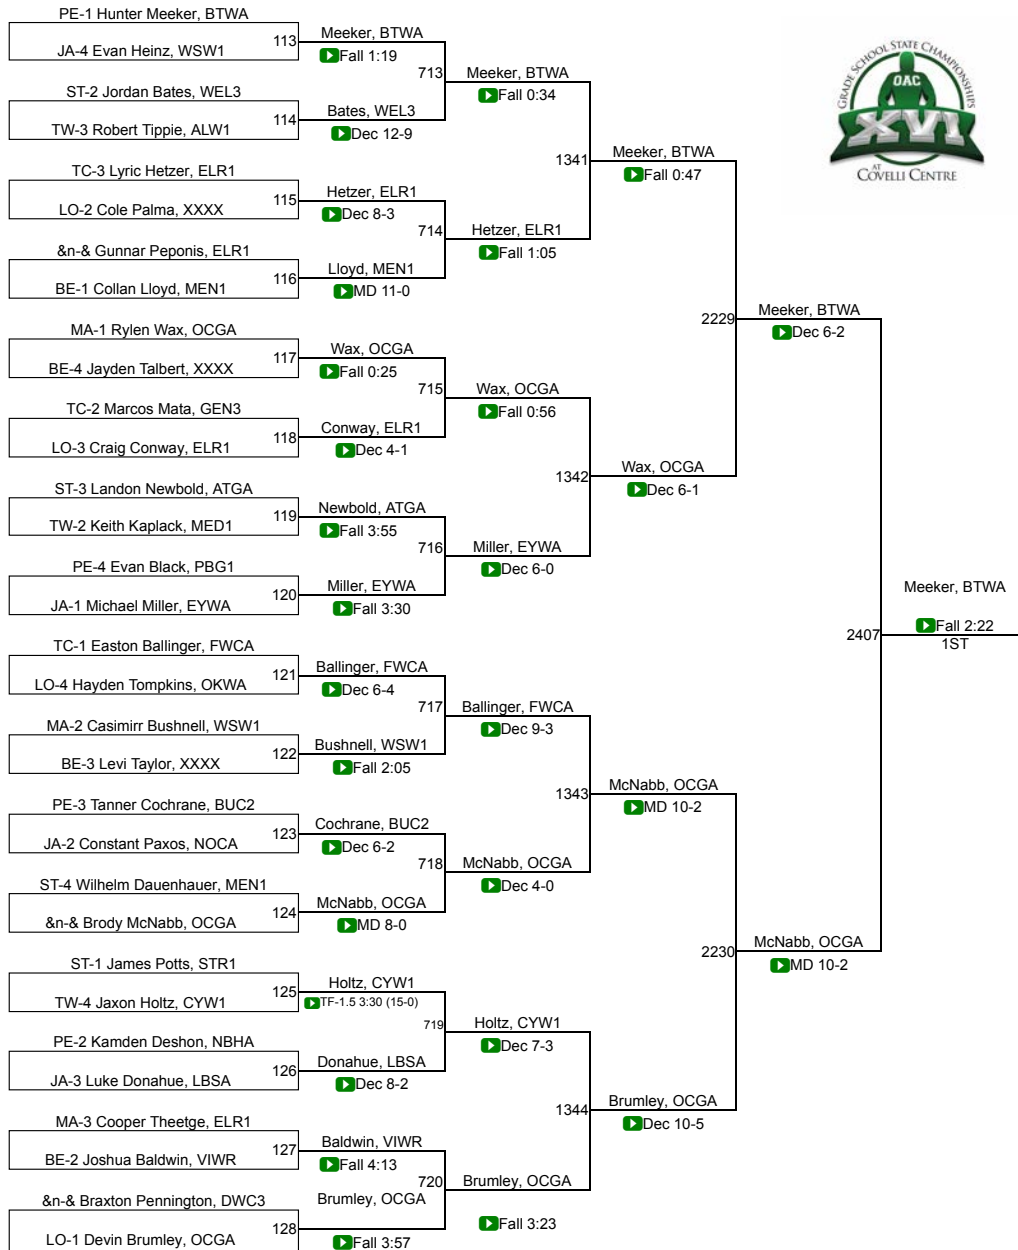 PE-1 Hunter Meeker, BTWA
113
JA-4 Evan Heinz, WSW1
Meeker, BTWA
Fall 1:19
713
ST-2 Jordan Bates, WEL3
114
TW-3 Robert Tippie, ALW1
Bates, WEL3
Dec 12-9
Meeker, BTWA
Fall 0:34
1341
TC-3 Lyric Hetzer, ELR1
115
LO-2 Cole Palma, XXXX
Hetzer, ELR1
Dec 8-3
714
&n-& Gunnar Peponis, ELR1
116
BE-1 Collan Lloyd, MEN1
Lloyd, MEN1
MD 11-0
Hetzer, ELR1
Fall 1:05
Meeker, BTWA
Fall 0:47
2229
MA-1 Rylen Wax, OCGA
117
BE-4 Jayden Talbert, XXXX
Wax, OCGA
Fall 0:25
715
TC-2 Marcos Mata, GEN3
118
LO-3 Craig Conway, ELR1
Conway, ELR1
Dec 4-1
Wax, OCGA
Fall 0:56
1342
ST-3 Landon Newbold, ATGA
119
TW-2 Keith Kaplack, MED1
Newbold, ATGA
Fall 3:55
716
PE-4 Evan Black, PBG1
120
JA-1 Michael Miller, EYWA
Miller, EYWA
Fall 3:30
Miller, EYWA
Dec 6-0
Wax, OCGA
Dec 6-1
Meeker, BTWA
Dec 6-2
2407
TC-1 Easton Ballinger, FWCA
121
LO-4 Hayden Tompkins, OKWA
Ballinger, FWCA
Dec 6-4
717
MA-2 Casimirr Bushnell, WSW1
122
BE-3 Levi Taylor, XXXX
Bushnell, WSW1
Fall 2:05
Ballinger, FWCA
Dec 9-3
1343
PE-3 Tanner Cochrane, BUC2
123
JA-2 Constant Paxos, NOCA
Cochrane, BUC2
Dec 6-2
718
ST-4 Wilhelm Dauenhauer, MEN1
124
&n-& Brody McNabb, OCGA
McNabb, OCGA
MD 8-0
McNabb, OCGA
Dec 4-0
McNabb, OCGA
MD 10-2
2230
ST-1 James Potts, STR1
125
TW-4 Jaxon Holtz, CYW1
Holtz, CYW1
TF-1.5 3:30 (15-0)
719
PE-2 Kamden Deshon, NBHA
126
JA-3 Luke Donahue, LBSA
Donahue, LBSA
Dec 8-2
Holtz, CYW1
Dec 7-3
1344
MA-3 Cooper Theetge, ELR1
127
BE-2 Joshua Baldwin, VIWR
Baldwin, VIWR
Fall 4:13
720
&n-& Braxton Pennington, DWC3
128
LO-1 Devin Brumley, OCGA
Brumley, OCGA
Fall 3:57
Brumley, OCGA
Fall 3:23
Brumley, OCGA
Dec 10-5
McNabb, OCGA
MD 10-2
Meeker, BTWA
Fall 2:22
1ST
GRADE SCHOOL STATE CHAMPIONSHIPS
OAC
XVI
AT
COVELLI CENTRE